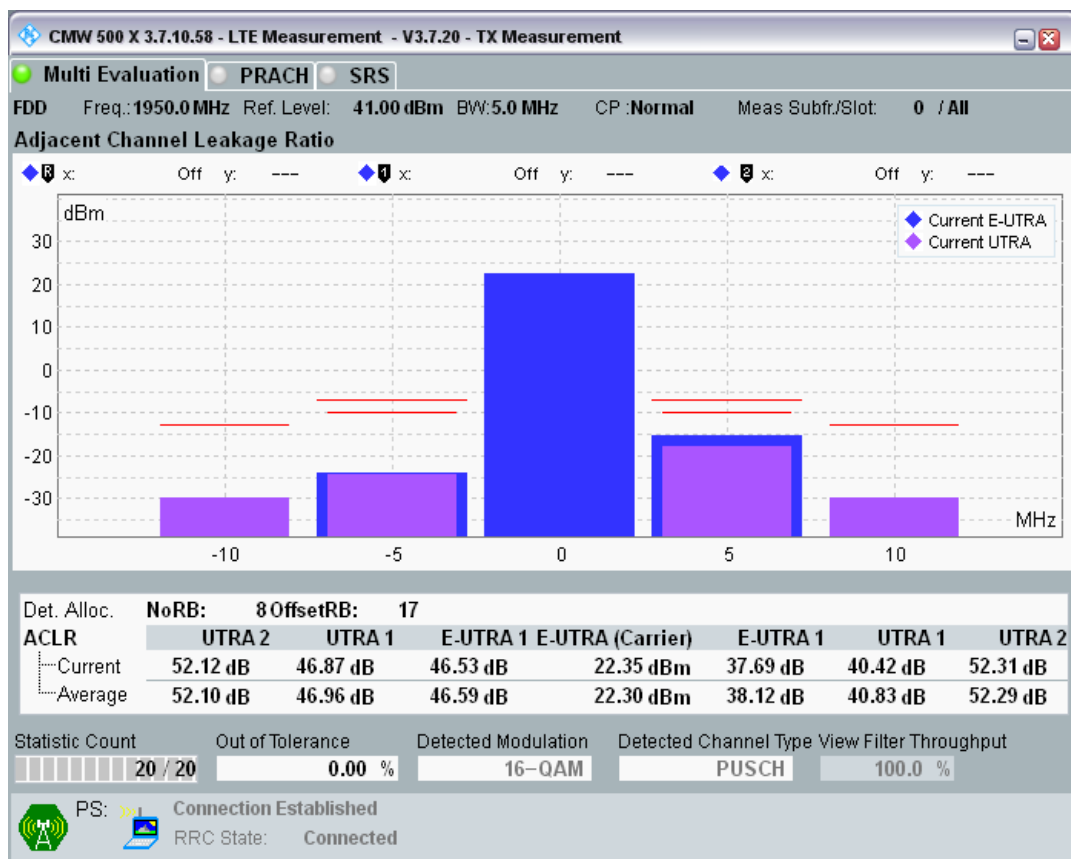 CMW 500 X 3.7.10.58 - LTE Measurement - V3.7.20 - TX Measurement
Multi Evaluation PRACH SRS
FDD Freq.: 1950.0 MHz Ref. Level: 41.00 dBm BW: 5.0 MHz CP : Normal Meas Subfr./Slot: 0 / All
Adjacent Channel Leakage Ratio
R x: Off y: --- 1 x: Off y: --- 2 x: Off y: ---
dBm
Current E-UTRA
Current UTRA
30
20
10
0
-10
-20
-30
MHz
-10 -5 0 5 10
Det. Alloc. NoRB: 8 OffsetRB: 17
ACLR UTRA 2 UTRA 1 E-UTRA 1 E-UTRA (Carrier) E-UTRA 1 UTRA 1 UTRA 2
Current 52.12 dB 46.87 dB 46.53 dB 22.35 dBm 37.69 dB 40.42 dB 52.31 dB
Average 52.10 dB 46.96 dB 46.59 dB 22.30 dBm 38.12 dB 40.83 dB 52.29 dB
Statistic Count Out of Tolerance Detected Modulation Detected Channel Type View Filter Throughput
20 / 20 0.00 % 16-QAM PUSCH 100.0 %
PS: Connection Established
RRC State: Connected